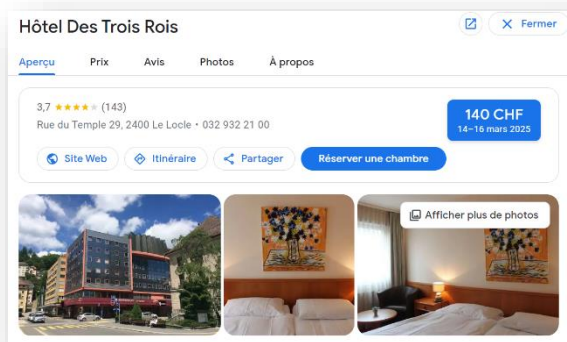 Hôtel Des Trois Rois
Fermer
Aperçu Prix Avis Photos À propos
3,7 (143)
Rue du Temple 29, 2400 Le Locle • 032 932 21 00
140 CHF
14–16 mars 2025
Site Web Itinéraire Partager Réserver une chambre
Afficher plus de photos